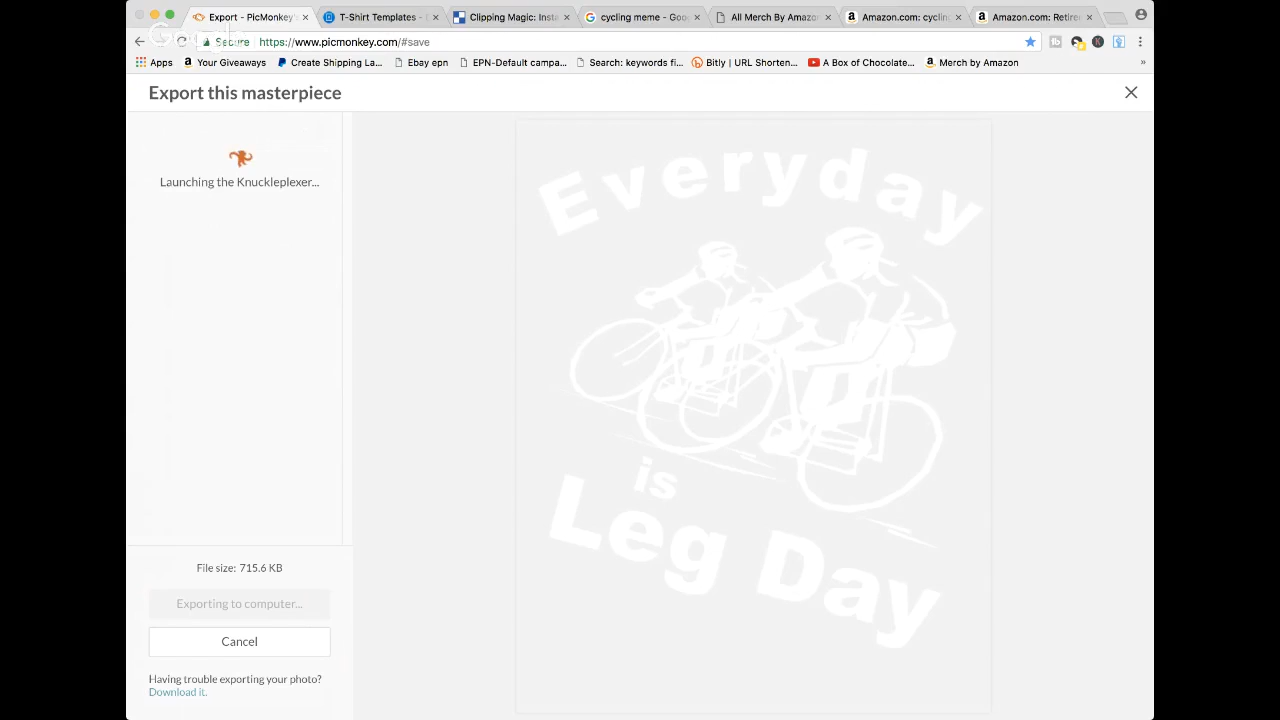 Export - PicMonkey's
T-Shirt Templates -
Clipping Magic: Insta
cycling meme - Goo
All Merch By Amazo
Amazon.com: cyclin
Amazon.com: Retire
Secure
https://www.picmonkey.com/#save
Apps
Your Giveaways
Create Shipping La...
Ebay epn
EPN-Default campa...
Search: keywords fi...
Bitly | URL Shorten...
A Box of Chocolate...
Merch by Amazon
»
Export this masterpiece
Launching the Knuckleplexer...
Everyday
is
Leg Day
File size: 715.6 KB
Exporting to computer...
Cancel
Having trouble exporting your photo?
Download it.